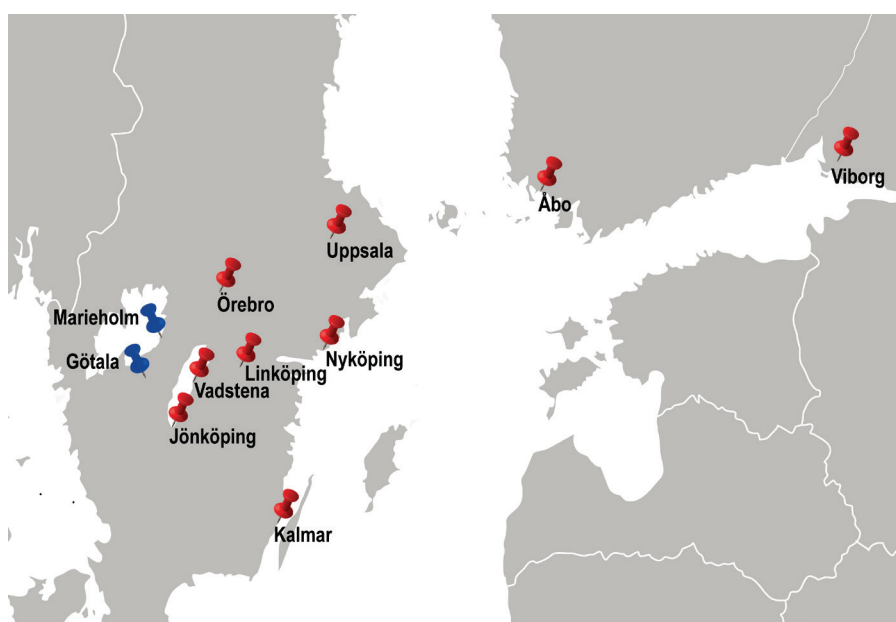 Viborg
Åbo
Uppsala
Örebro
Marieholm
Nyköping
Götala
Linköping
Vadstena
Jönköping
Kalmar